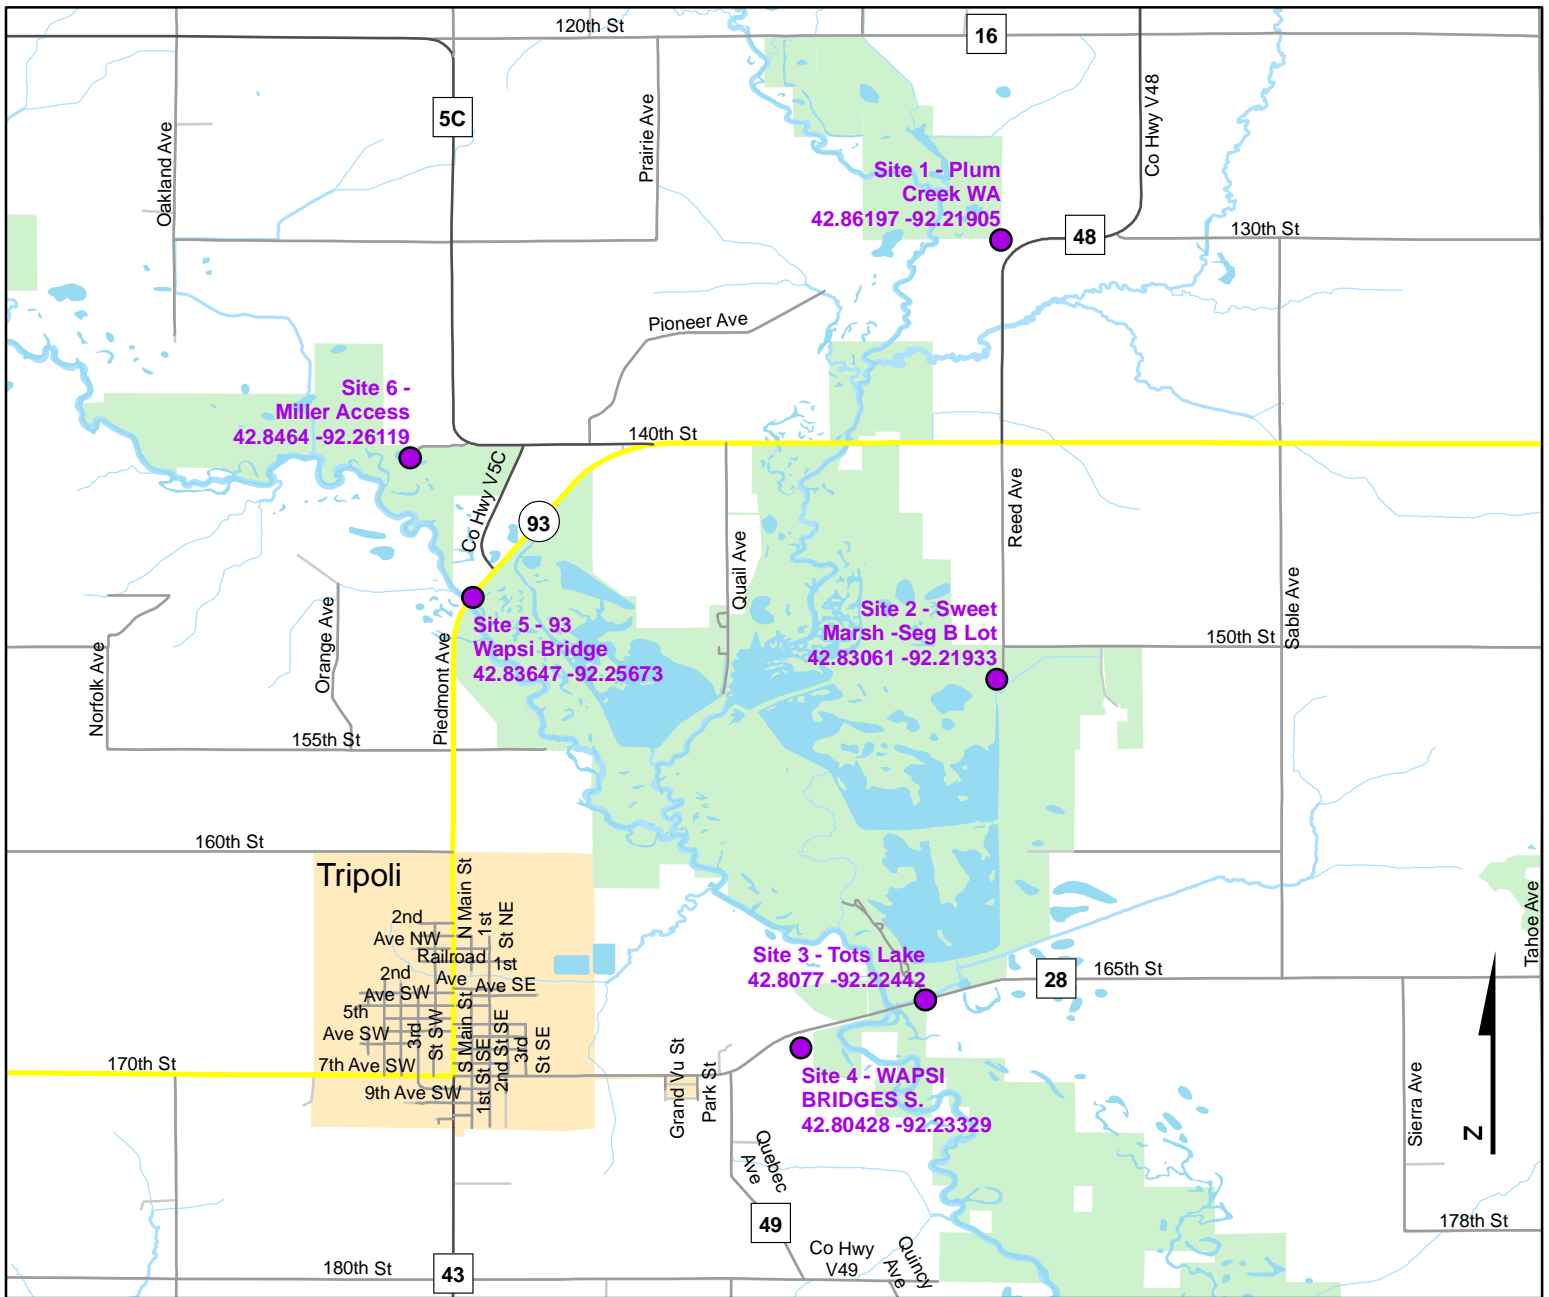 120th St
16
5C
Oakland Ave
Prairie Ave
Co Hwy V48
Site 1 - Plum
Creek WA
42.86197 -92.21905
48
130th St
Pioneer Ave
Site 6 -
Miller Access
42.8464 -92.26119
140th St
Co Hwy V5C
93
Reed Ave
Quail Ave
Sable Ave
Orange Ave
Norfolk Ave
Piedmont Ave
Site 5 - 93
Wapsi Bridge
42.83647 -92.25673
Site 2 - Sweet
Marsh -Seg B Lot
42.83061 -92.21933
150th St
155th St
160th St
Tripoli
N Main St
2nd
Ave NW
1st
St NE
Railroad
Ave
1st
Ave SE
2nd
Ave SW
5th
Ave SW
3rd
St SW
S Main St
1st St SE
2nd St SE
3rd
St SE
7th Ave SW
9th Ave SW
170th St
Site 3 - Tots Lake
42.8077 -92.22442
28
165th St
Tahoe Ave
Grand Vu St
Park St
Site 4 - WAPSI
BRIDGES S.
42.80428 -92.23329
Sierra Ave
N
Quebec
Ave
49
Co Hwy
V49
Quincy
Ave
178th St
180th St
43